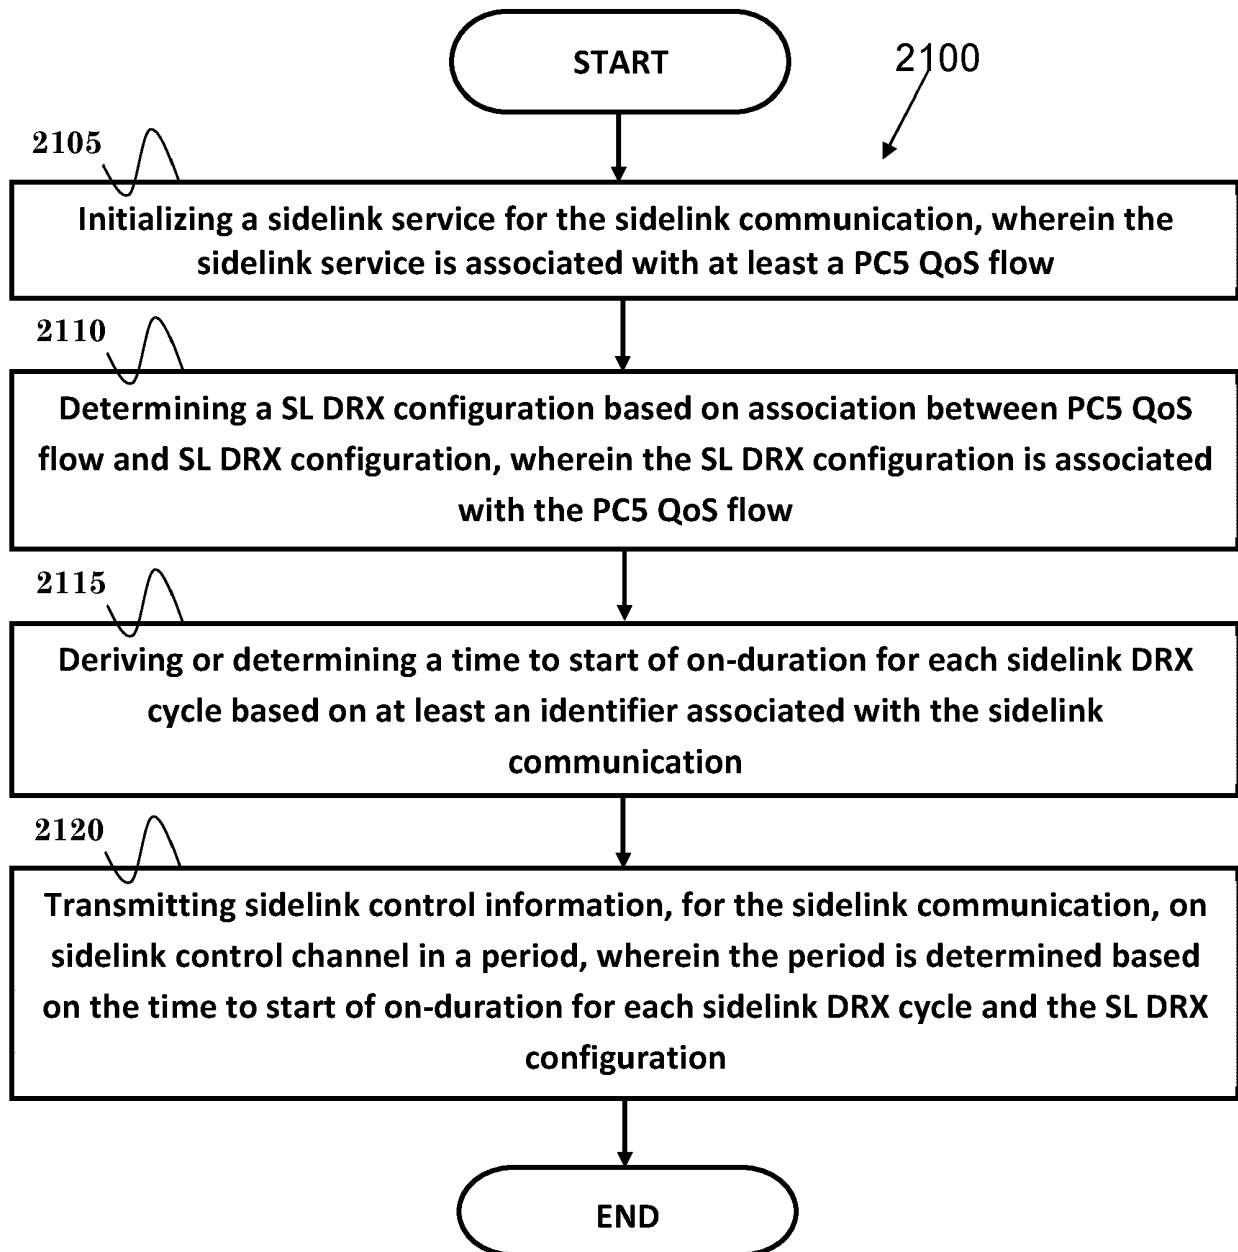 START
2100
2105
Initializing a sidelink service for the sidelink communication, wherein the
sidelink service is associated with at least a PC5 QoS flow
2110
Determining a SL DRX configuration based on association between PC5 QoS
flow and SL DRX configuration, wherein the SL DRX configuration is associated
with the PC5 QoS flow
2115
Deriving or determining a time to start of on-duration for each sidelink DRX
cycle based on at least an identifier associated with the sidelink
communication
2120
Transmitting sidelink control information, for the sidelink communication, on
sidelink control channel in a period, wherein the period is determined based
on the time to start of on-duration for each sidelink DRX cycle and the SL DRX
configuration
END